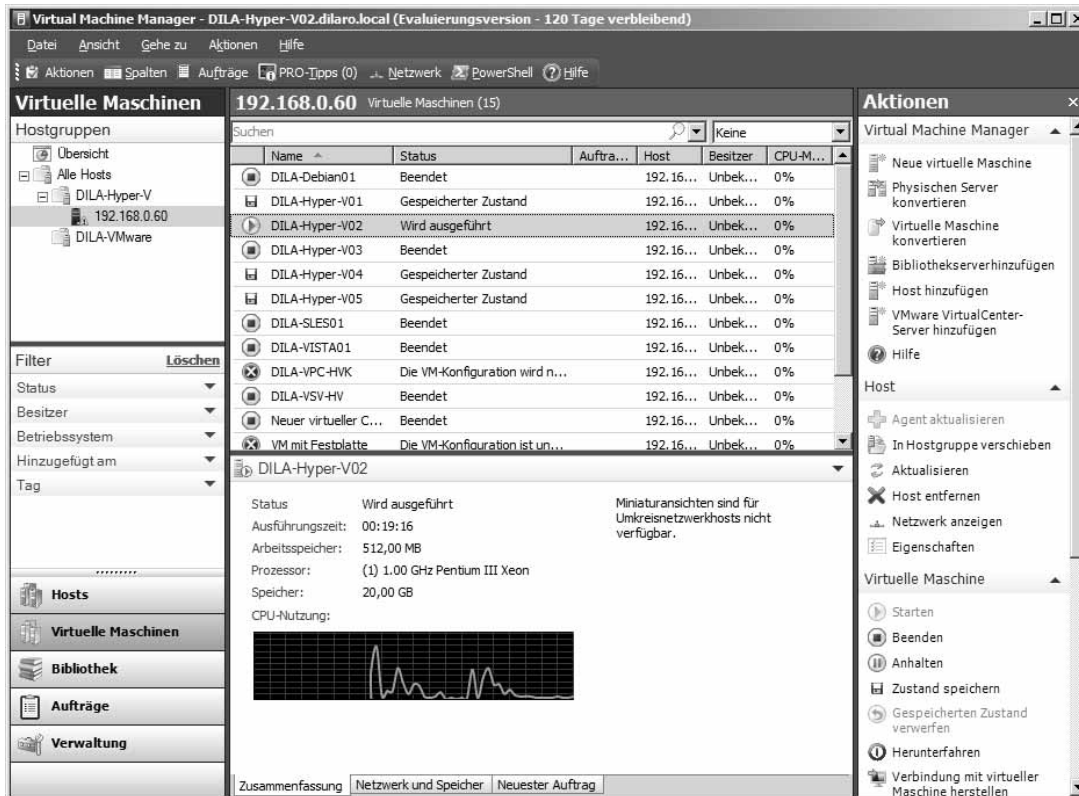 Virtual Machine Manager - DILA-Hyper-V02.dilaro.local (Evaluierungsversion - 120 Tage verbleibend)
Datei Ansicht Gehe zu Aktionen Hilfe
Aktionen Spalten Aufträge PRO-Tipps (0) Netzwerk PowerShell Hilfe
Virtuelle Maschinen
Hostgruppen
Übersicht
Alle Hosts
DILA-Hyper-V
192.168.0.60
DILA-VMware
Filter Löschen
Status
Besitzer
Betriebssystem
Hinzugefügt am
Tag
Hosts
Virtuelle Maschinen
Bibliothek
Aufträge
Verwaltung
192.168.0.60 Virtuelle Maschinen (15)
Suchen Keine
Name Status Auftra... Host Besitzer CPU-M...
DILA-Debian01 Beendet 192.16... Unbek... 0%
DILA-Hyper-V01 Gespeicherter Zustand 192.16... Unbek... 0%
DILA-Hyper-V02 Wird ausgeführt 192.16... Unbek... 0%
DILA-Hyper-V03 Beendet 192.16... Unbek... 0%
DILA-Hyper-V04 Gespeicherter Zustand 192.16... Unbek... 0%
DILA-Hyper-V05 Gespeicherter Zustand 192.16... Unbek... 0%
DILA-SLES01 Beendet 192.16... Unbek... 0%
DILA-VISTA01 Beendet 192.16... Unbek... 0%
DILA-VPC-HVK Die VM-Konfiguration wird n... 192.16... Unbek... 0%
DILA-VSV-HV Beendet 192.16... Unbek... 0%
Neuer virtueller C... Beendet 192.16... Unbek... 0%
VM mit Festplatte Die VM-Konfiguration ist un... 192.16... Unbek... 0%
DILA-Hyper-V02
Status Wird ausgeführt
Ausführungszeit: 00:19:16
Arbeitsspeicher: 512,00 MB
Prozessor: (1) 1.00 GHz Pentium III Xeon
Speicher: 20,00 GB
CPU-Nutzung:
Miniaturansichten sind für
Umkreisnetzwerkhosts nicht
verfügbar.
Zusammenfassung Netzwerk und Speicher Neuester Auftrag
Aktionen
Virtual Machine Manager
Neue virtuelle Maschine
Physischen Server
konvertieren
Virtuelle Maschine
konvertieren
Bibliothekserverhinzufügen
Host hinzufügen
VMware VirtualCenter-
Server hinzufügen
Hilfe
Host
Agent aktualisieren
In Hostgruppe verschieben
Aktualisieren
Host entfernen
Netzwerk anzeigen
Eigenschaften
Virtuelle Maschine
Starten
Beenden
Anhalten
Zustand speichern
Gespeicherten Zustand
verwerfen
Herunterfahren
Verbindung mit virtueller
Maschine herstellen